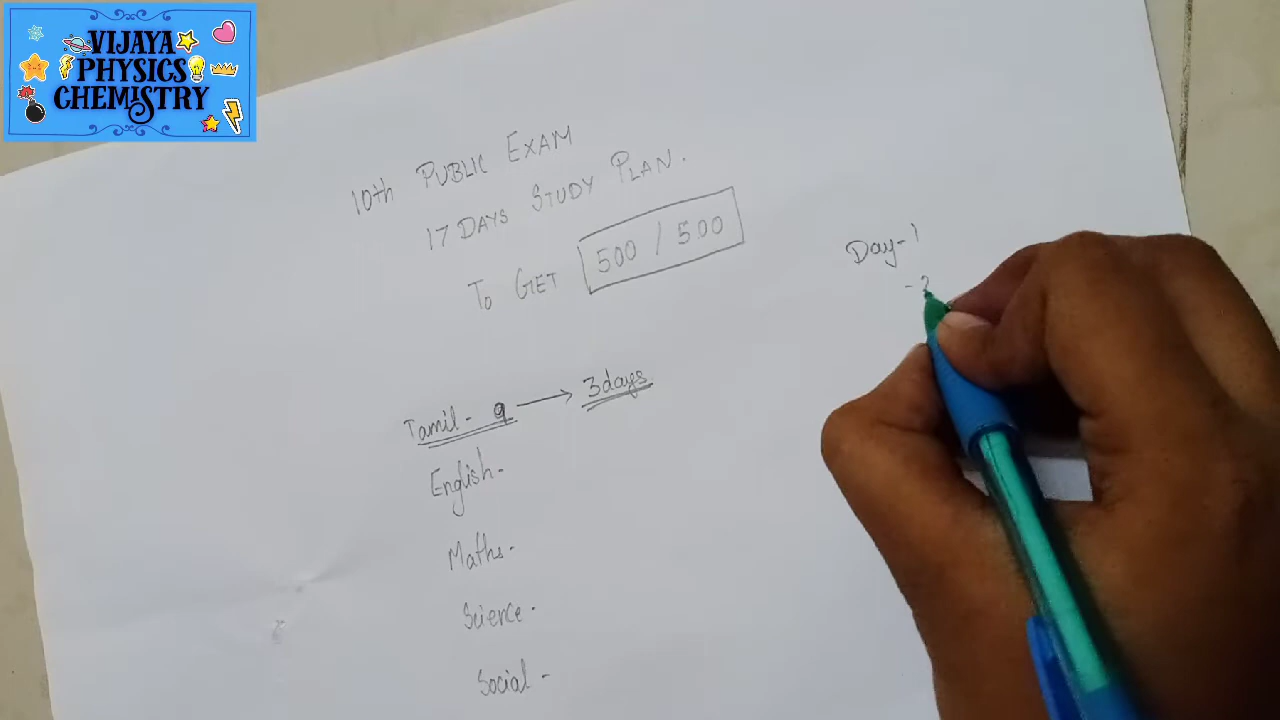 VIJAYA
PHYSICS
CHEMISTRY
10th PUBLIC EXAM
17 DAYS STUDY PLAN.
To GET 500 / 500
Tamil - 9 → 3days
English -
Maths -
Science -
Social -
Day-1
- 2